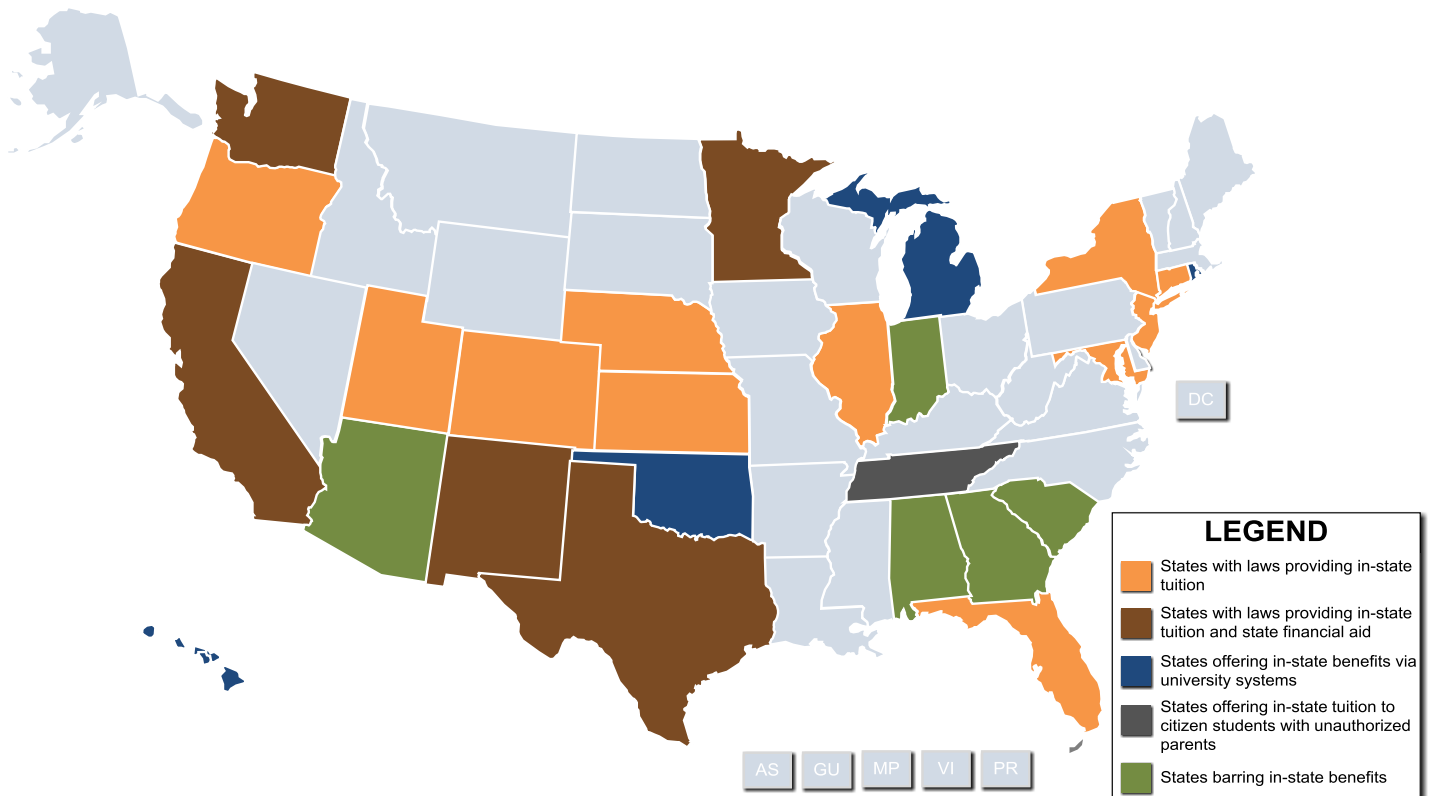 DC
LEGEND
States with laws providing in-state
tuition
States with laws providing in-state
tuition and state financial aid
States offering in-state benefits via
university systems
States offering in-state tuition to
citizen students with unauthorized
parents
States barring in-state benefits
AS GU MP VI PR